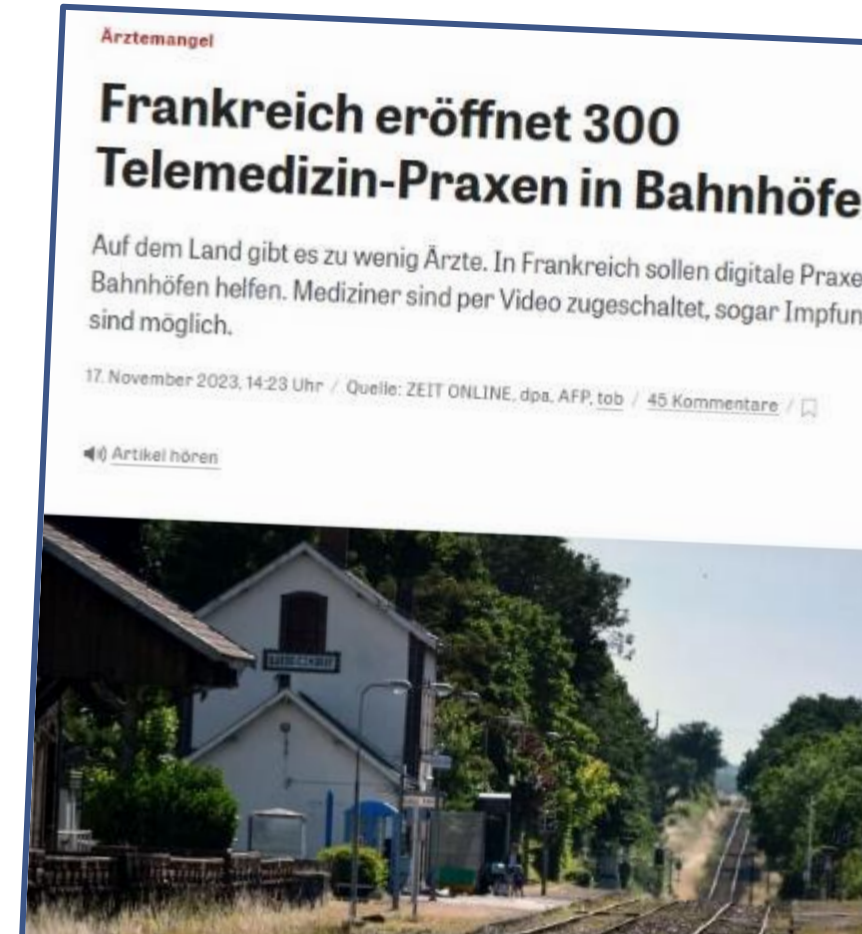 Ärztemangel
Frankreich eröffnet 300
Telemedizin-Praxen in Bahnhöfe
Auf dem Land gibt es zu wenig Ärzte. In Frankreich sollen digitale Praxe
Bahnhöfen helfen. Mediziner sind per Video zugeschaltet, sogar Impfun
sind möglich.
17. November 2023, 14:23 Uhr / Quelle: ZEIT ONLINE, dpa, AFP, tob / 45 Kommentare /
Artikel hören